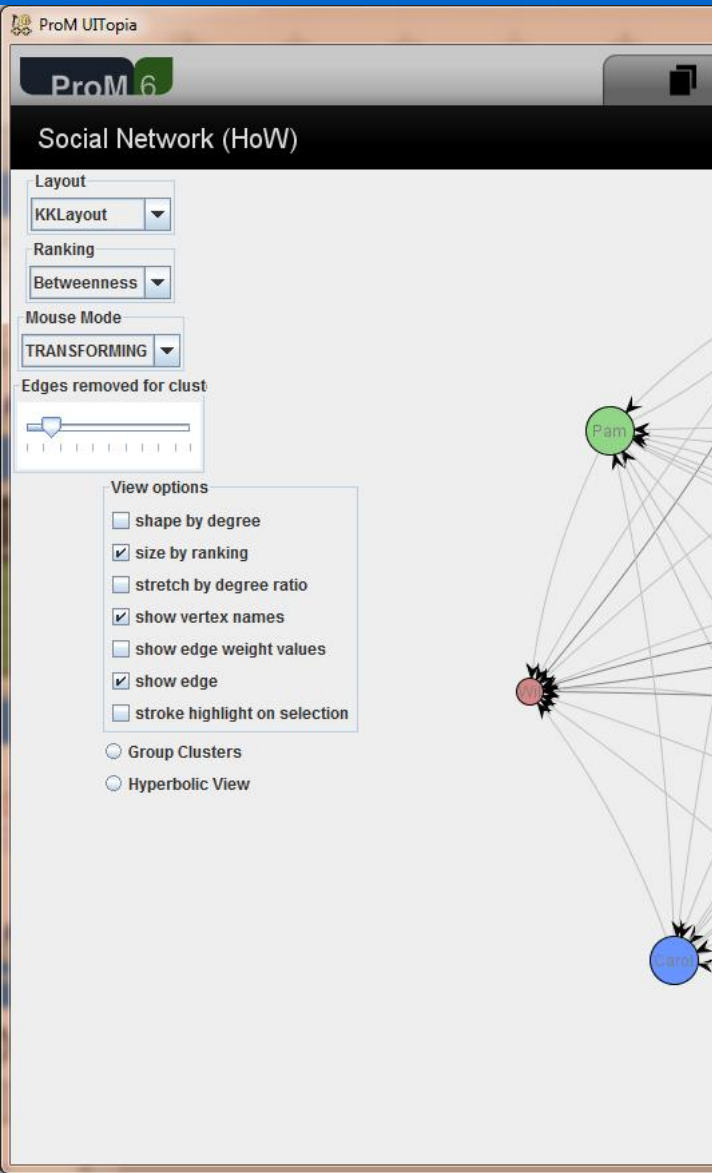 ProM UITopia
ProM 6
Social Network (HoW)
Layout
KKLayout
Ranking
Betweenness
Mouse Mode
TRANSFORMING
Edges removed for clust
View options
shape by degree
size by ranking
stretch by degree ratio
show vertex names
show edge weight values
show edge
stroke highlight on selection
Group Clusters
Hyperbolic View
Pam
Wil
Carol